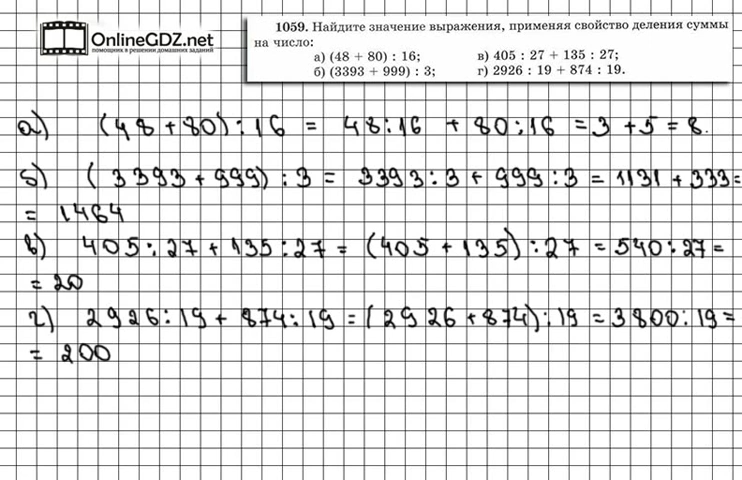 OnlineGDZ.net
помощник в решении домашних заданий
1059. Найдите значение выражения, применяя свойство деления суммы
на число:
а) (48 + 80) : 16; в) 405 : 27 + 135 : 27;
б) (3393 + 999) : 3; г) 2926 : 19 + 874 : 19.
а) (48 + 80) : 16 = 48 : 16 + 80 : 16 = 3 + 5 = 8.
б) (3393 + 999) : 3 = 3393 : 3 + 999 : 3 = 1131 + 333 =
= 1464
в) 405 : 27 + 135 : 27 = (405 + 135) : 27 = 540 : 27 =
= 20
г) 2926 : 19 + 874 : 19 = (2926 + 874) : 19 = 3800 : 19 =
= 200